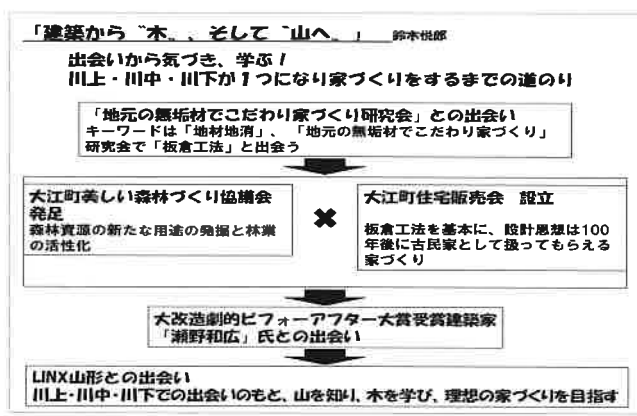 「建築から〝木〟、そして〝山へ〟」 鈴木悦郎
出会いから気づき、学ぶ！
川上・川中・川下が１つになり家づくりをするまでの道のり
「地元の無垢材でこだわり家づくり研究会」との出会い
キーワードは「地材地消」、「地元の無垢材でこだわり家づくり」
研究会で「板倉工法」と出会う
大江町美しい森林づくり協議会
発足
森林資源の新たな用途の発掘と林業
の活性化
✖
大江町住宅販売会 設立
板倉工法を基本に、設計思想は100
年後に古民家として扱ってもらえる
家づくり
大改造劇的ビフォーアフター大賞受賞建築家
「瀬野和広」氏との出会い
LINX山形との出会い
川上・川中・川下での出会いのもと、山を知り、木を学び、理想の家づくりを目指す